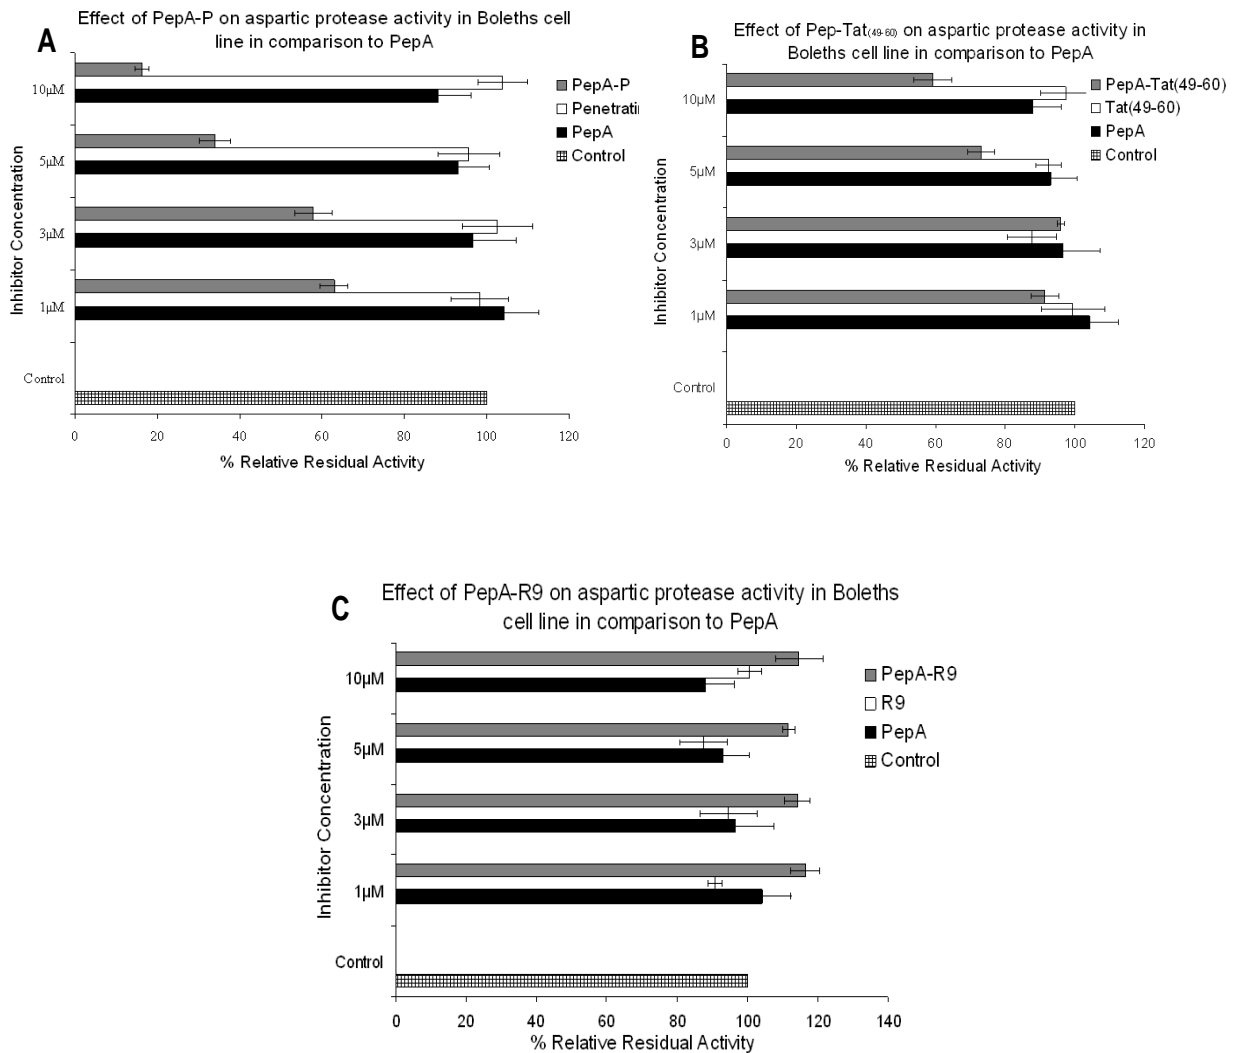 A
Effect of PepA-P on aspartic protease activity in Boleths cell
line in comparison to PepA
Inhibitor Concentration
10µM
5µM
3µM
1µM
Control
0 20 40 60 80 100 120
% Relative Residual Activity
PepA-P
Penetrati
PepA
Control
B
Effect of Pep-Tat(49-60) on aspartic protease activity in
Boleths cell line in comparison to PepA
Inhibitor Concentration
10µM
5µM
3µM
1µM
Control
0 20 40 60 80 100 120
% Relative Residual Activity
PepA-Tat(49-60)
Tat(49-60)
PepA
Control
C
Effect of PepA-R9 on aspartic protease activity in Boleths
cell line in comparison to PepA
Inhibitor Concentration
10µM
5µM
3µM
1µM
Control
0 20 40 60 80 100 120 140
% Relative Residual Activity
PepA-R9
R9
PepA
Control